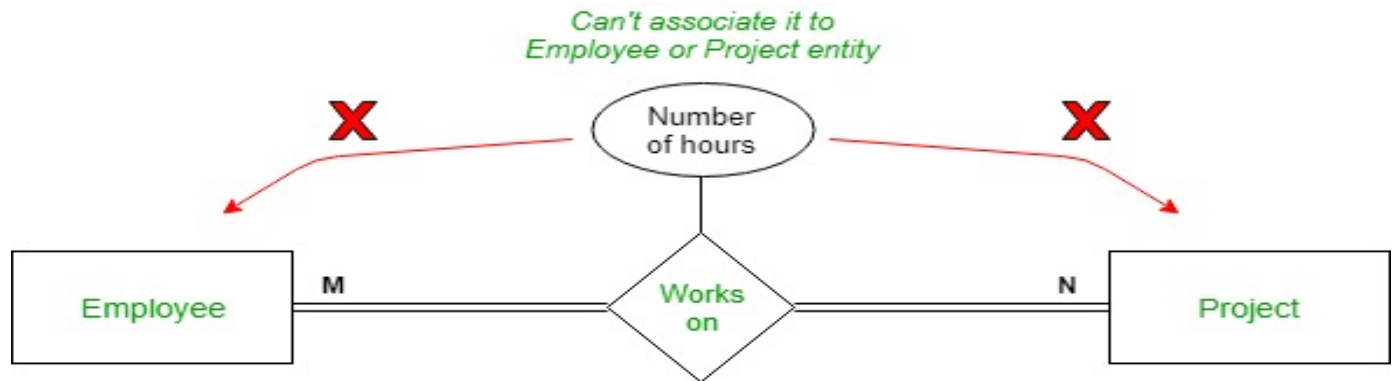 Can't associate it to
Employee or Project entity
X
X
Number
of hours
Employee
M
Works
on
N
Project